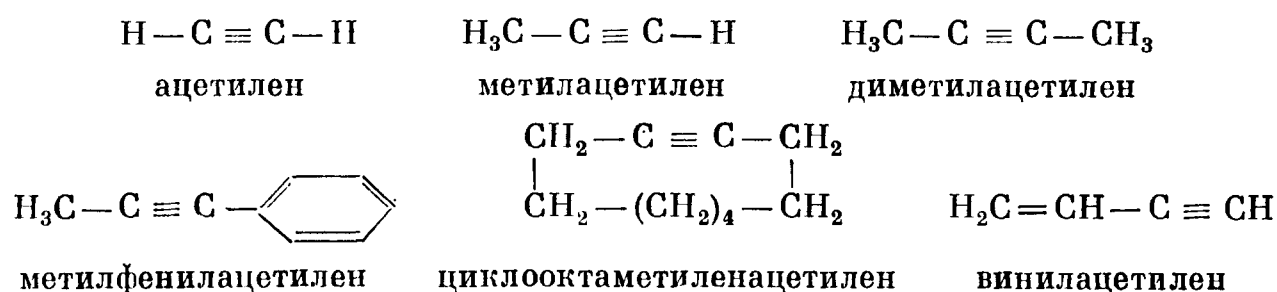 H—C≡C—H H₃C—C≡C—H H₃C—C≡C—CH₃
ацетилен метилацетилен диметилацетилен
CH₂—C≡C—CH₂
H₃C—C≡C— CH₂—(CH₂)₄—CH₂ H₂C=CH—C≡CH
метилфенилацетилен циклооктаметиленацетилен винилацетилен